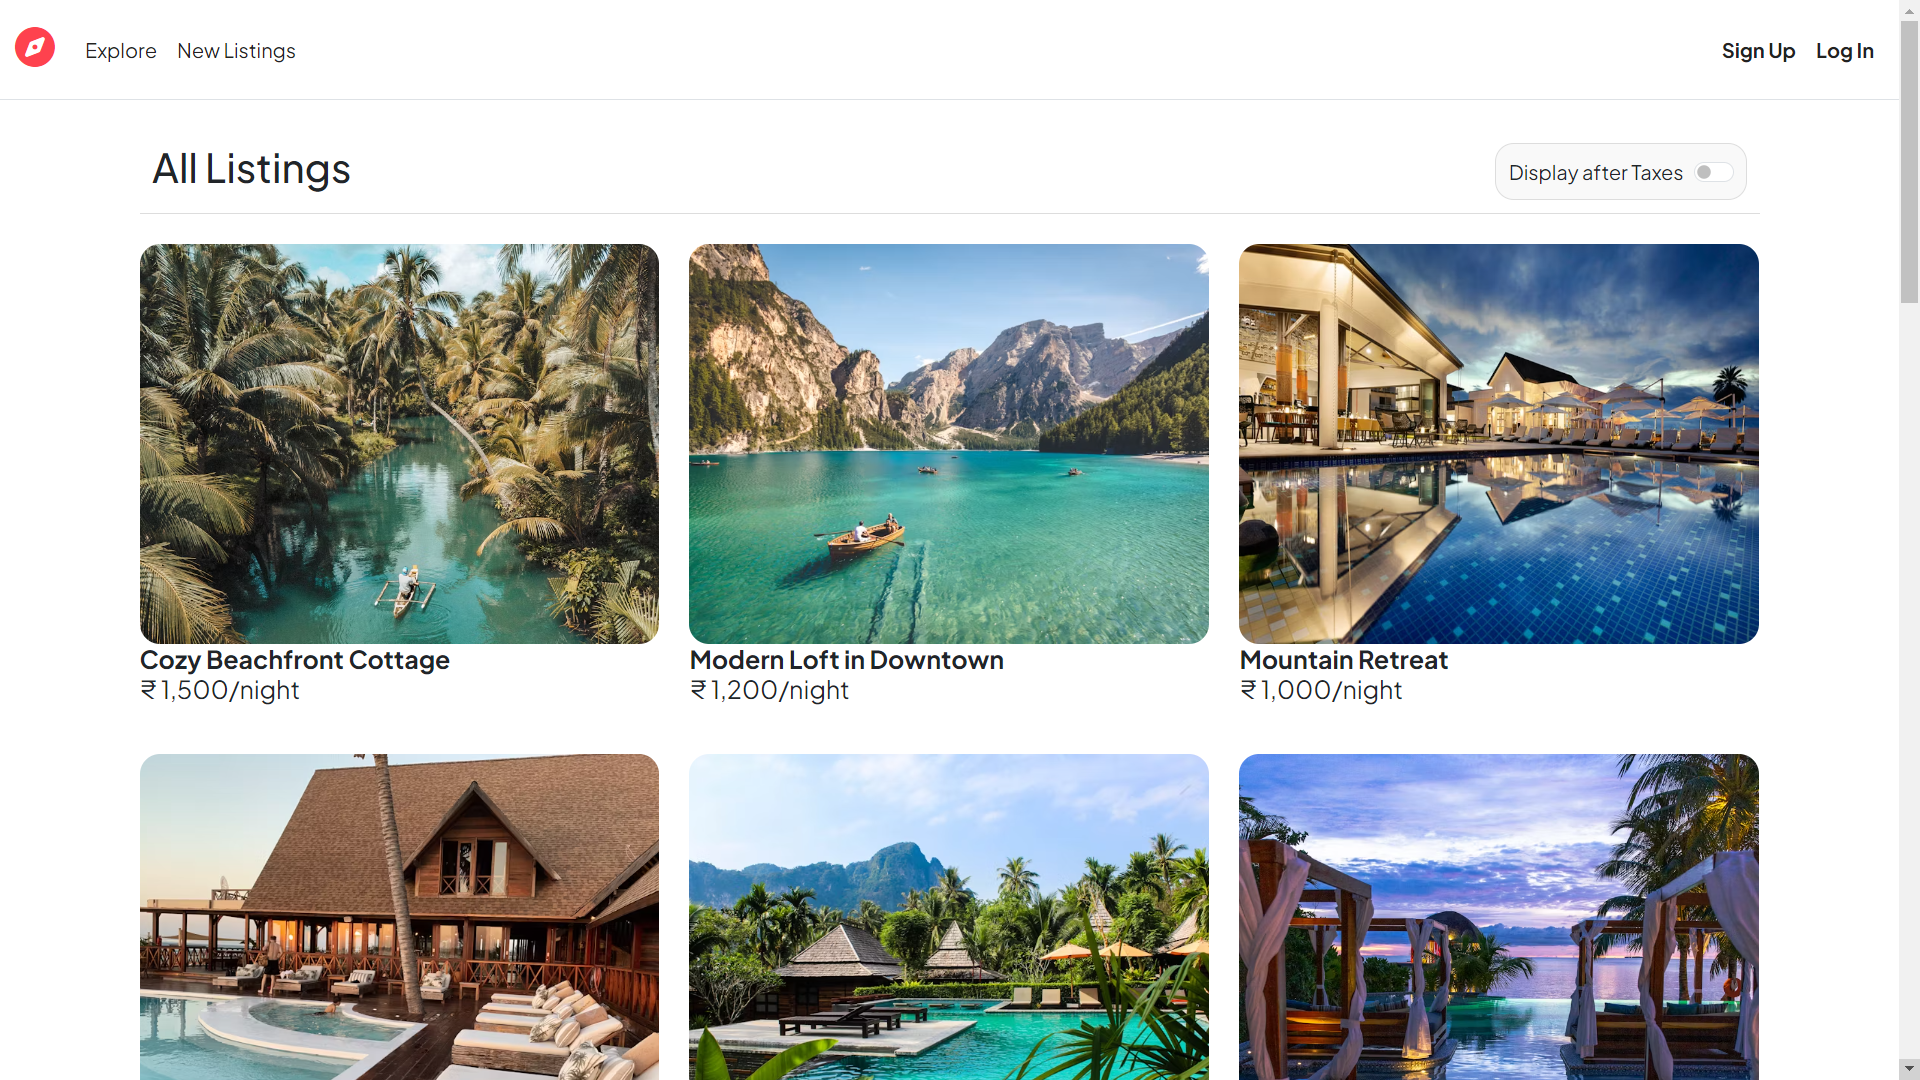 Explore New Listings Sign Up Log In
All Listings Display after Taxes
Cozy Beachfront Cottage
₹ 1,500/night
Modern Loft in Downtown
₹ 1,200/night
Mountain Retreat
₹ 1,000/night